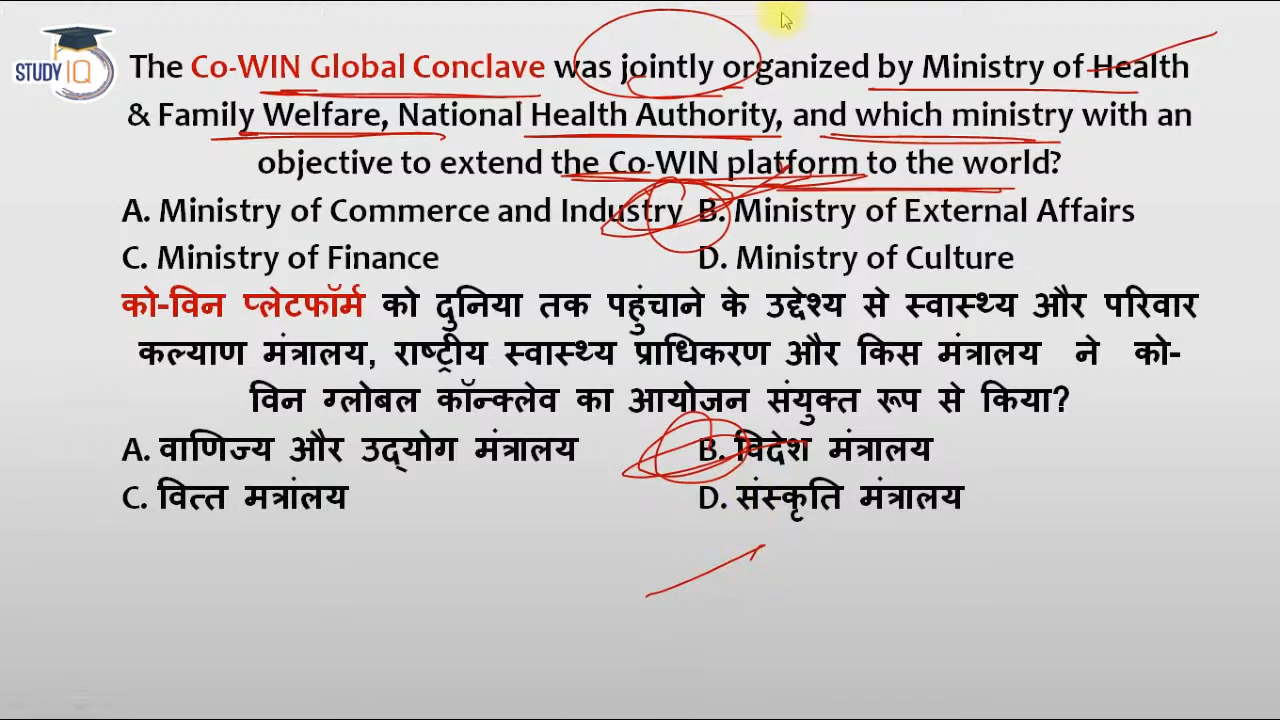 STUDY IQ
The Co-WIN Global Conclave was jointly organized by Ministry of Health
& Family Welfare, National Health Authority, and which ministry with an
objective to extend the Co-WIN platform to the world?
A. Ministry of Commerce and Industry B. Ministry of External Affairs
C. Ministry of Finance D. Ministry of Culture
को-विन प्लेटफॉर्म को दुनिया तक पहुंचाने के उद्देश्य से स्वास्थ्य और परिवार
कल्याण मंत्रालय, राष्ट्रीय स्वास्थ्य प्राधिकरण और किस मंत्रालय ने को-
विन ग्लोबल कॉन्क्लेव का आयोजन संयुक्त रूप से किया?
A. वाणिज्य और उद्योग मंत्रालय B. विदेश मंत्रालय
C. वित्त मत्रांलय D. संस्कृति मंत्रालय